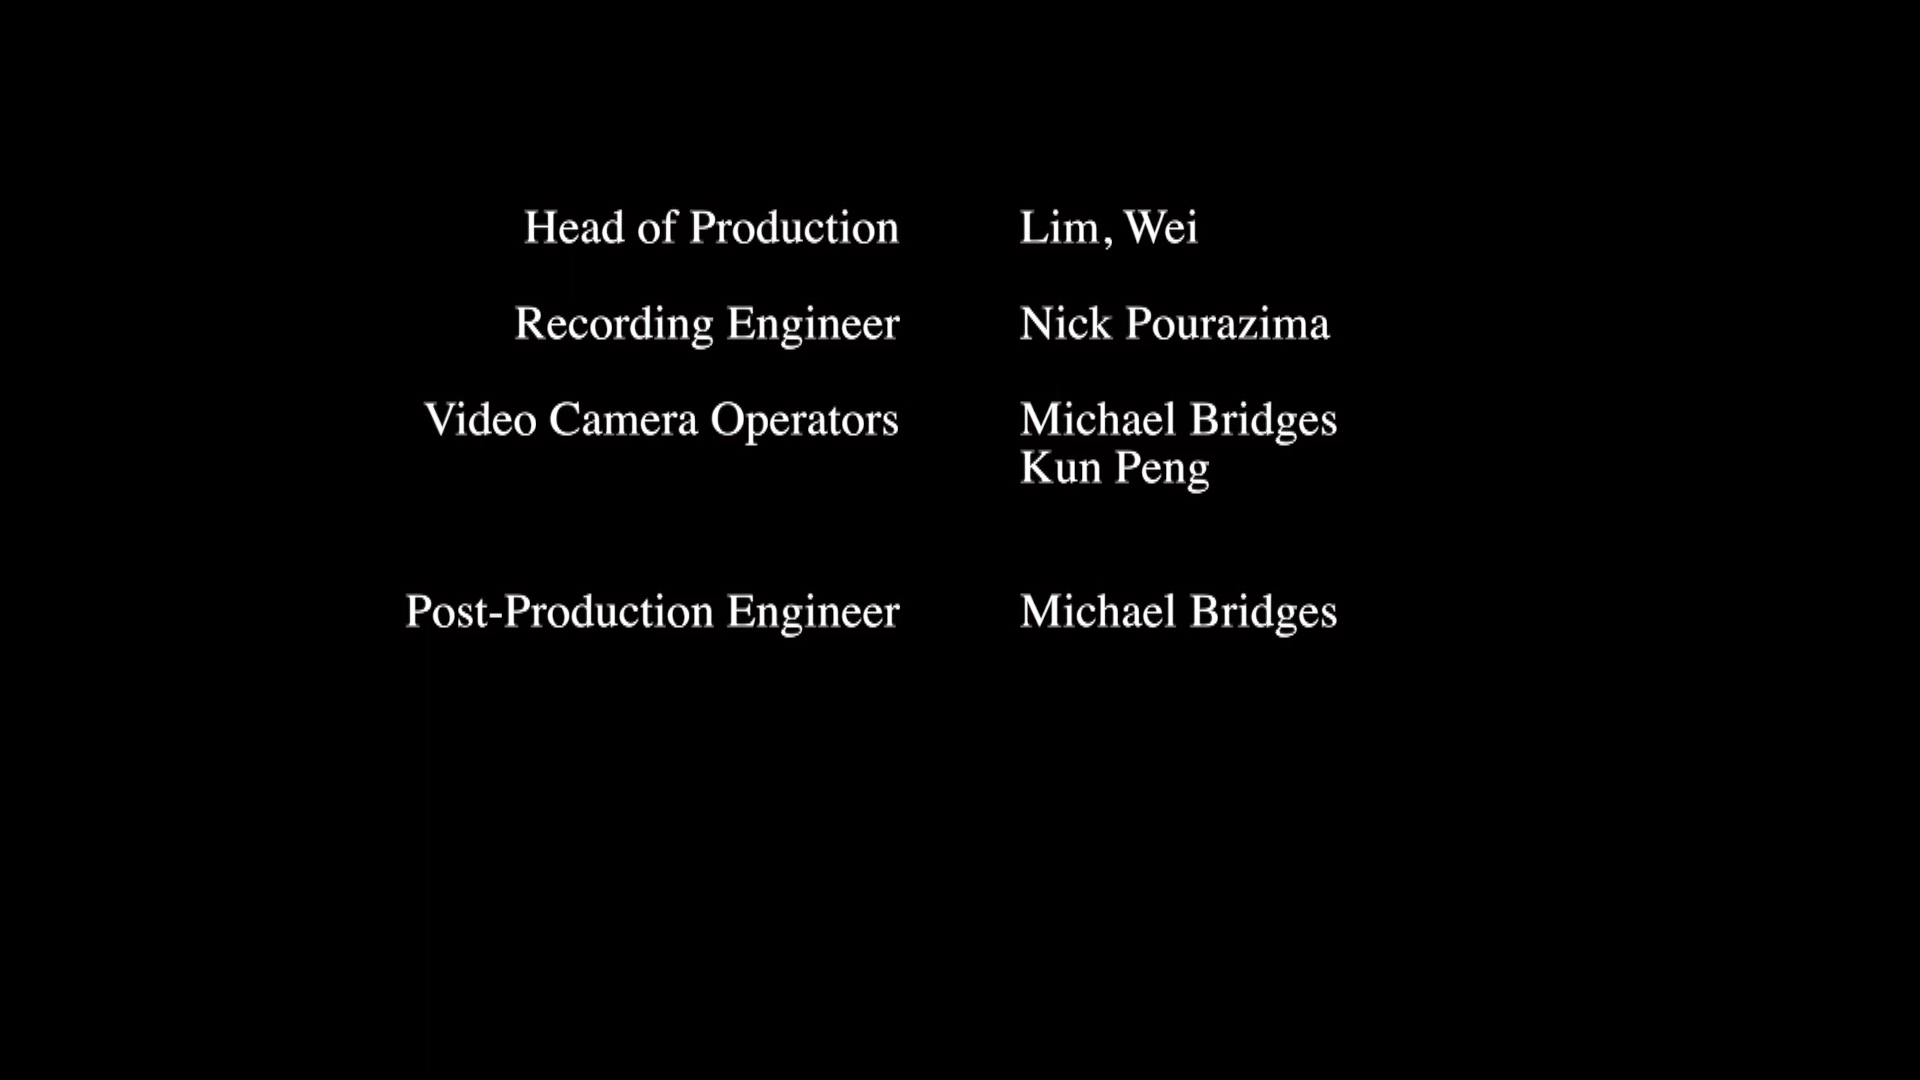 Head of Production Lim, Wei
Recording Engineer Nick Pourazima
Video Camera Operators Michael Bridges
Kun Peng
Post-Production Engineer Michael Bridges